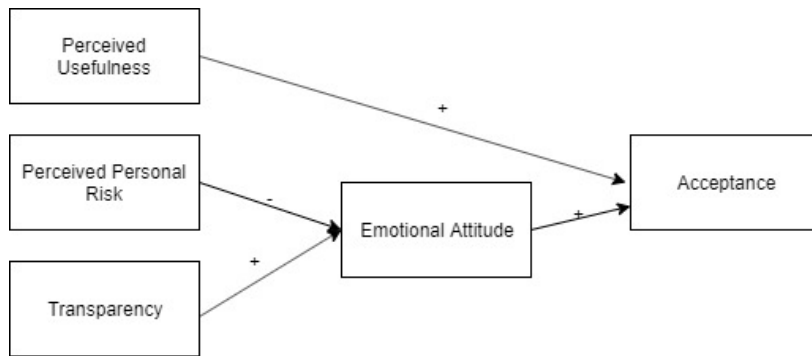 Perceived
Usefulness
+
Perceived Personal
Risk
-
Acceptance
+
Emotional Attitude
+
Transparency